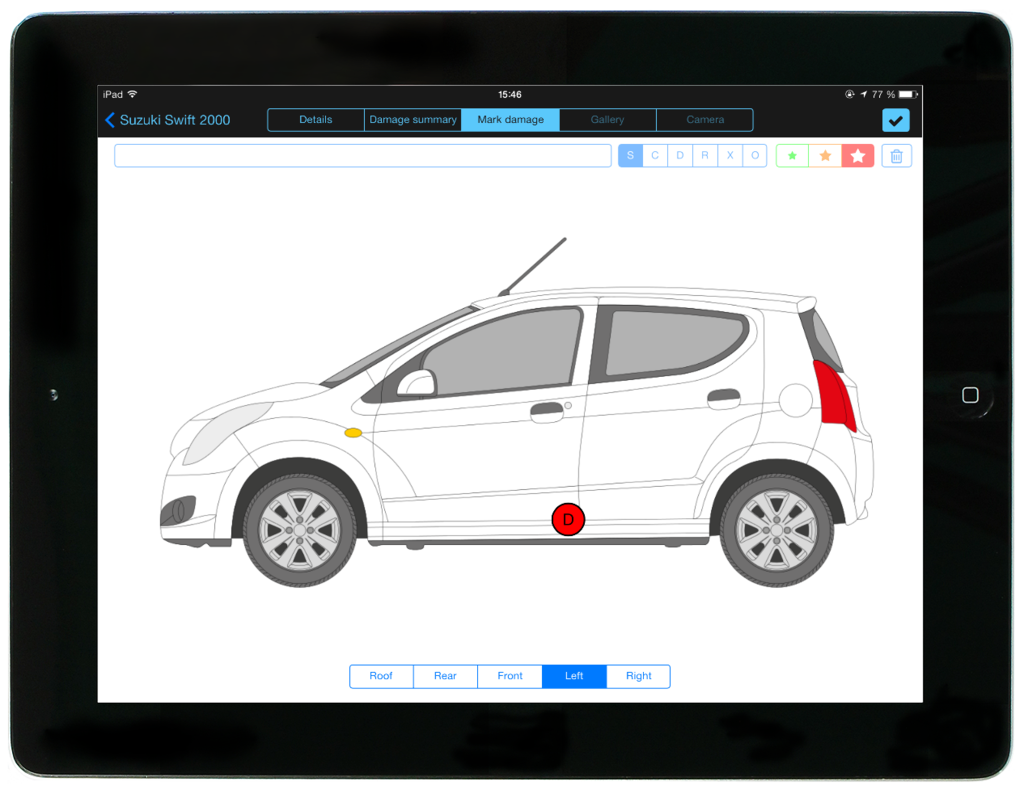 iPad 15:46 77 %
Suzuki Swift 2000 Details Damage summary Mark damage Gallery Camera
S C D R X O
D
Roof Rear Front Left Right